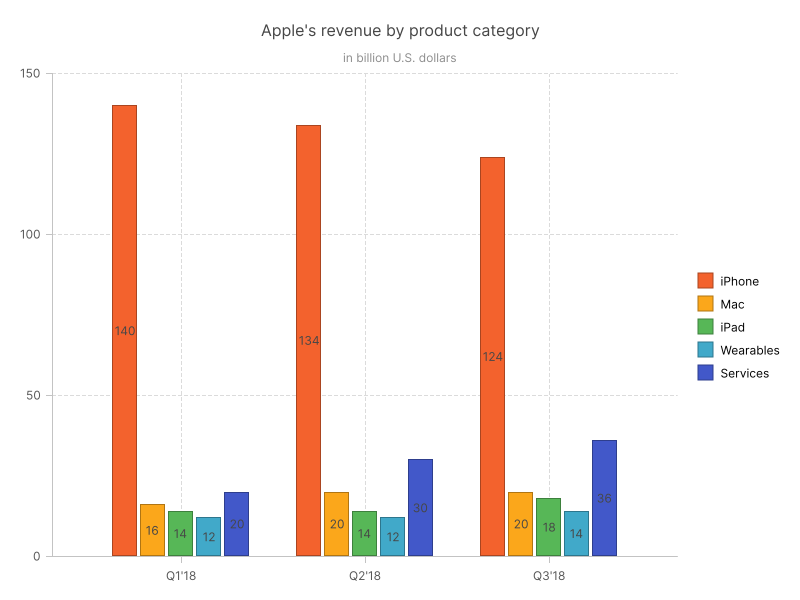 Apple's revenue by product category
in billion U.S. dollars
150
100
50
0
140
16
14
12
20
134
20
14
12
30
124
20
18
14
36
Q1'18
Q2'18
Q3'18
iPhone
Mac
iPad
Wearables
Services